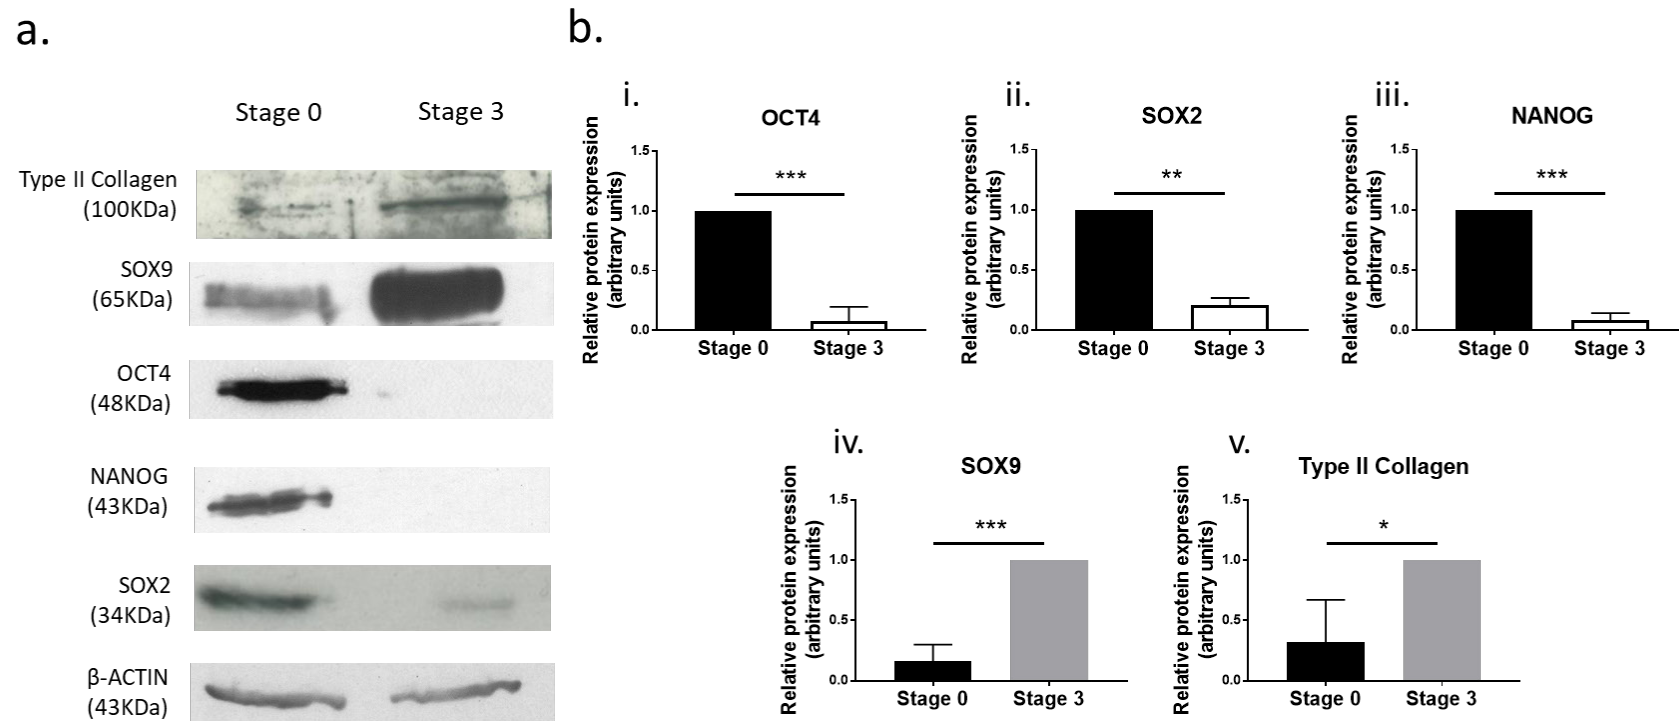 a.
Stage 0
Stage 3
Type II Collagen
(100KDa)
SOX9
(65KDa)
OCT4
(48KDa)
NANOG
(43KDa)
SOX2
(34KDa)
β-ACTIN
(43KDa)
b.
i.
OCT4
Relative protein expression
(arbitrary units)
1.5
1.0
0.5
0.0
***
Stage 0
Stage 3
ii.
SOX2
Relative protein expression
(arbitrary units)
1.5
1.0
0.5
0.0
**
Stage 0
Stage 3
iii.
NANOG
Relative protein expression
(arbitrary units)
1.5
1.0
0.5
0.0
***
Stage 0
Stage 3
iv.
SOX9
Relative protein expression
(arbitrary units)
1.5
1.0
0.5
0.0
***
Stage 0
Stage 3
v.
Type II Collagen
Relative protein expression
(arbitrary units)
1.5
1.0
0.5
0.0
*
Stage 0
Stage 3